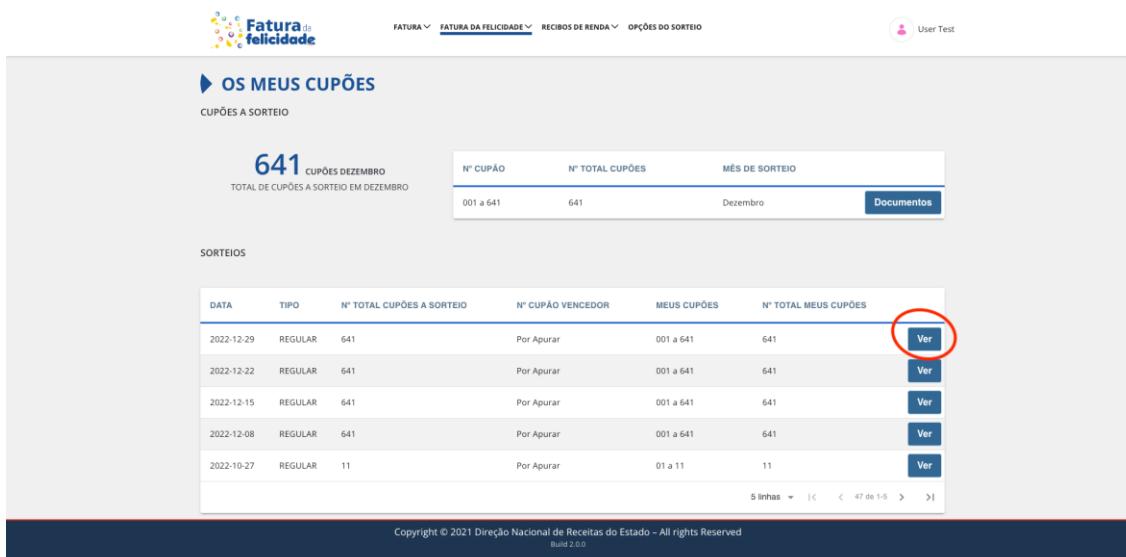 Fatura da
felicidade
FATURA FATURA DA FELICIDADE RECIBOS DE RENDA OPÇÕES DO SORTEIO
User Test
OS MEUS CUPÕES
CUPÕES A SORTEIO
641 CUPÕES DEZEMBRO
TOTAL DE CUPÕES A SORTEIO EM DEZEMBRO
Nº CUPÃO Nº TOTAL CUPÕES MÊS DE SORTEIO
001 a 641 641 Dezembro Documentos
SORTEIOS
DATA TIPO Nº TOTAL CUPÕES A SORTEIO Nº CUPÃO VENCEDOR MEUS CUPÕES Nº TOTAL MEUS CUPÕES
2022-12-29 REGULAR 641 Por Apurar 001 a 641 641 Ver
2022-12-22 REGULAR 641 Por Apurar 001 a 641 641 Ver
2022-12-15 REGULAR 641 Por Apurar 001 a 641 641 Ver
2022-12-08 REGULAR 641 Por Apurar 001 a 641 641 Ver
2022-10-27 REGULAR 11 Por Apurar 01 a 11 11 Ver
5 linhas 47 de 1-5
Copyright © 2021 Direção Nacional de Receitas do Estado – All rights Reserved
Build 2.0.0